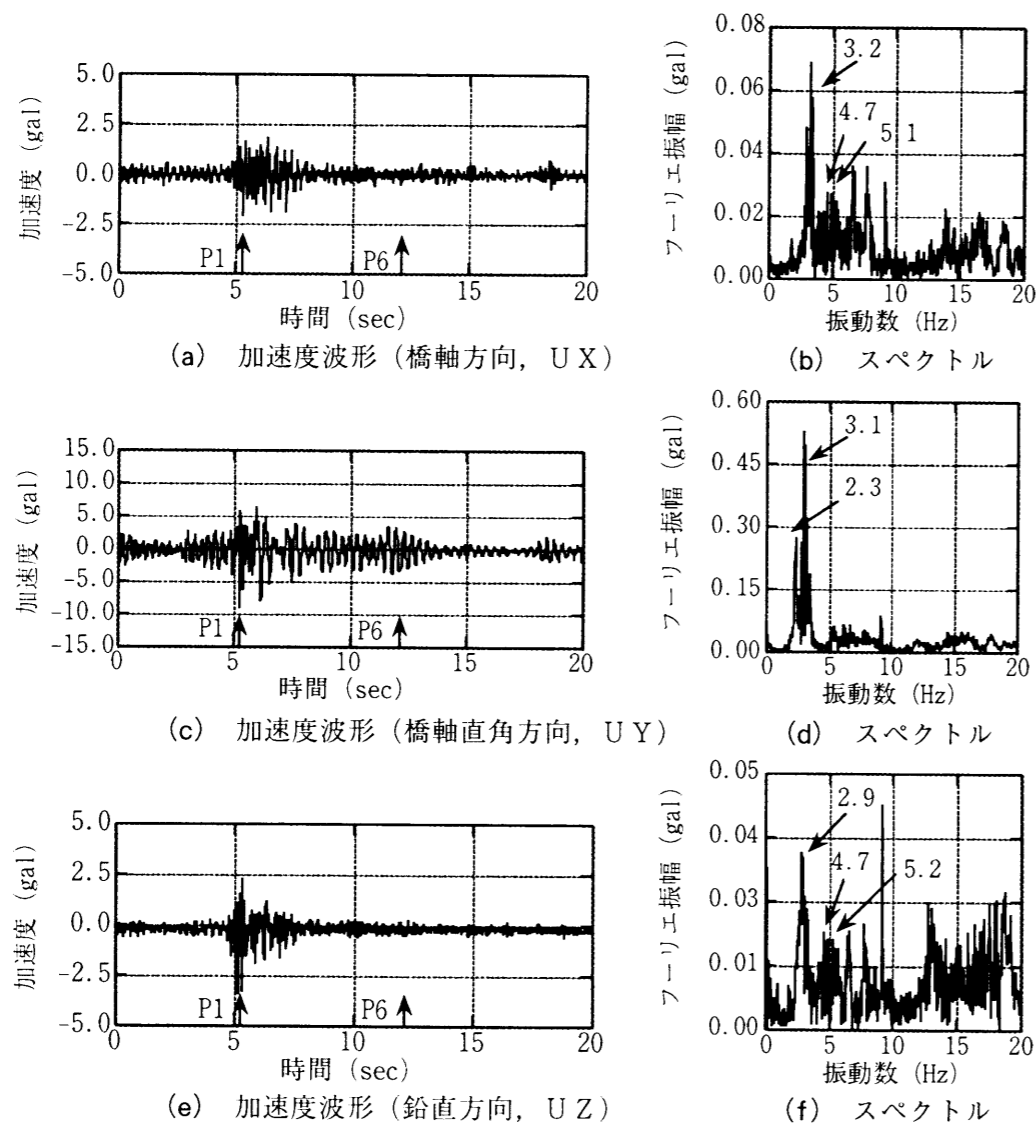 加速度 (gal)
5.0
2.5
0.0
-2.5
-5.0
P1
P6
0 5 10 15 20
時間 (sec)
(a) 加速度波形 (橋軸方向, UX)
フーリエ振幅 (gal)
0.08
0.06
0.04
0.02
0.00
3.2
4.7
5.1
0 5 10 15 20
振動数 (Hz)
(b) スペクトル
加速度 (gal)
15.0
10.0
5.0
0.0
-5.0
-10.0
-15.0
P1
P6
0 5 10 15 20
時間 (sec)
(c) 加速度波形 (橋軸直角方向, UY)
フーリエ振幅 (gal)
0.60
0.45
0.30
0.15
0.00
3.1
2.3
0 5 10 15 20
振動数 (Hz)
(d) スペクトル
加速度 (gal)
5.0
2.5
0.0
-2.5
-5.0
P1
P6
0 5 10 15 20
時間 (sec)
(e) 加速度波形 (鉛直方向, UZ)
フーリエ振幅 (gal)
0.05
0.04
0.03
0.01
0.00
2.9
4.7
5.2
0 5 10 15 20
振動数 (Hz)
(f) スペクトル